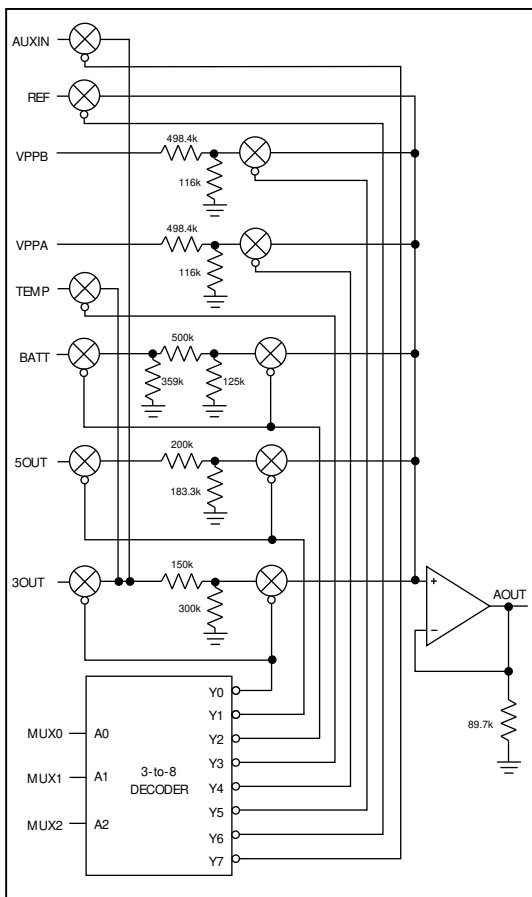 AUXIN
REF
498.4k
VPPB
116k
498.4k
VPPA
116k
TEMP
500k
BATT
359k 125k
200k
5OUT
183.3k
150k
3OUT
300k
+
AOUT
−
89.7k
Y0
Y1
MUX0 A0
Y2
Y3
MUX1 A1
3-to-8
DECODER
Y4
Y5
MUX2 A2
Y6
Y7